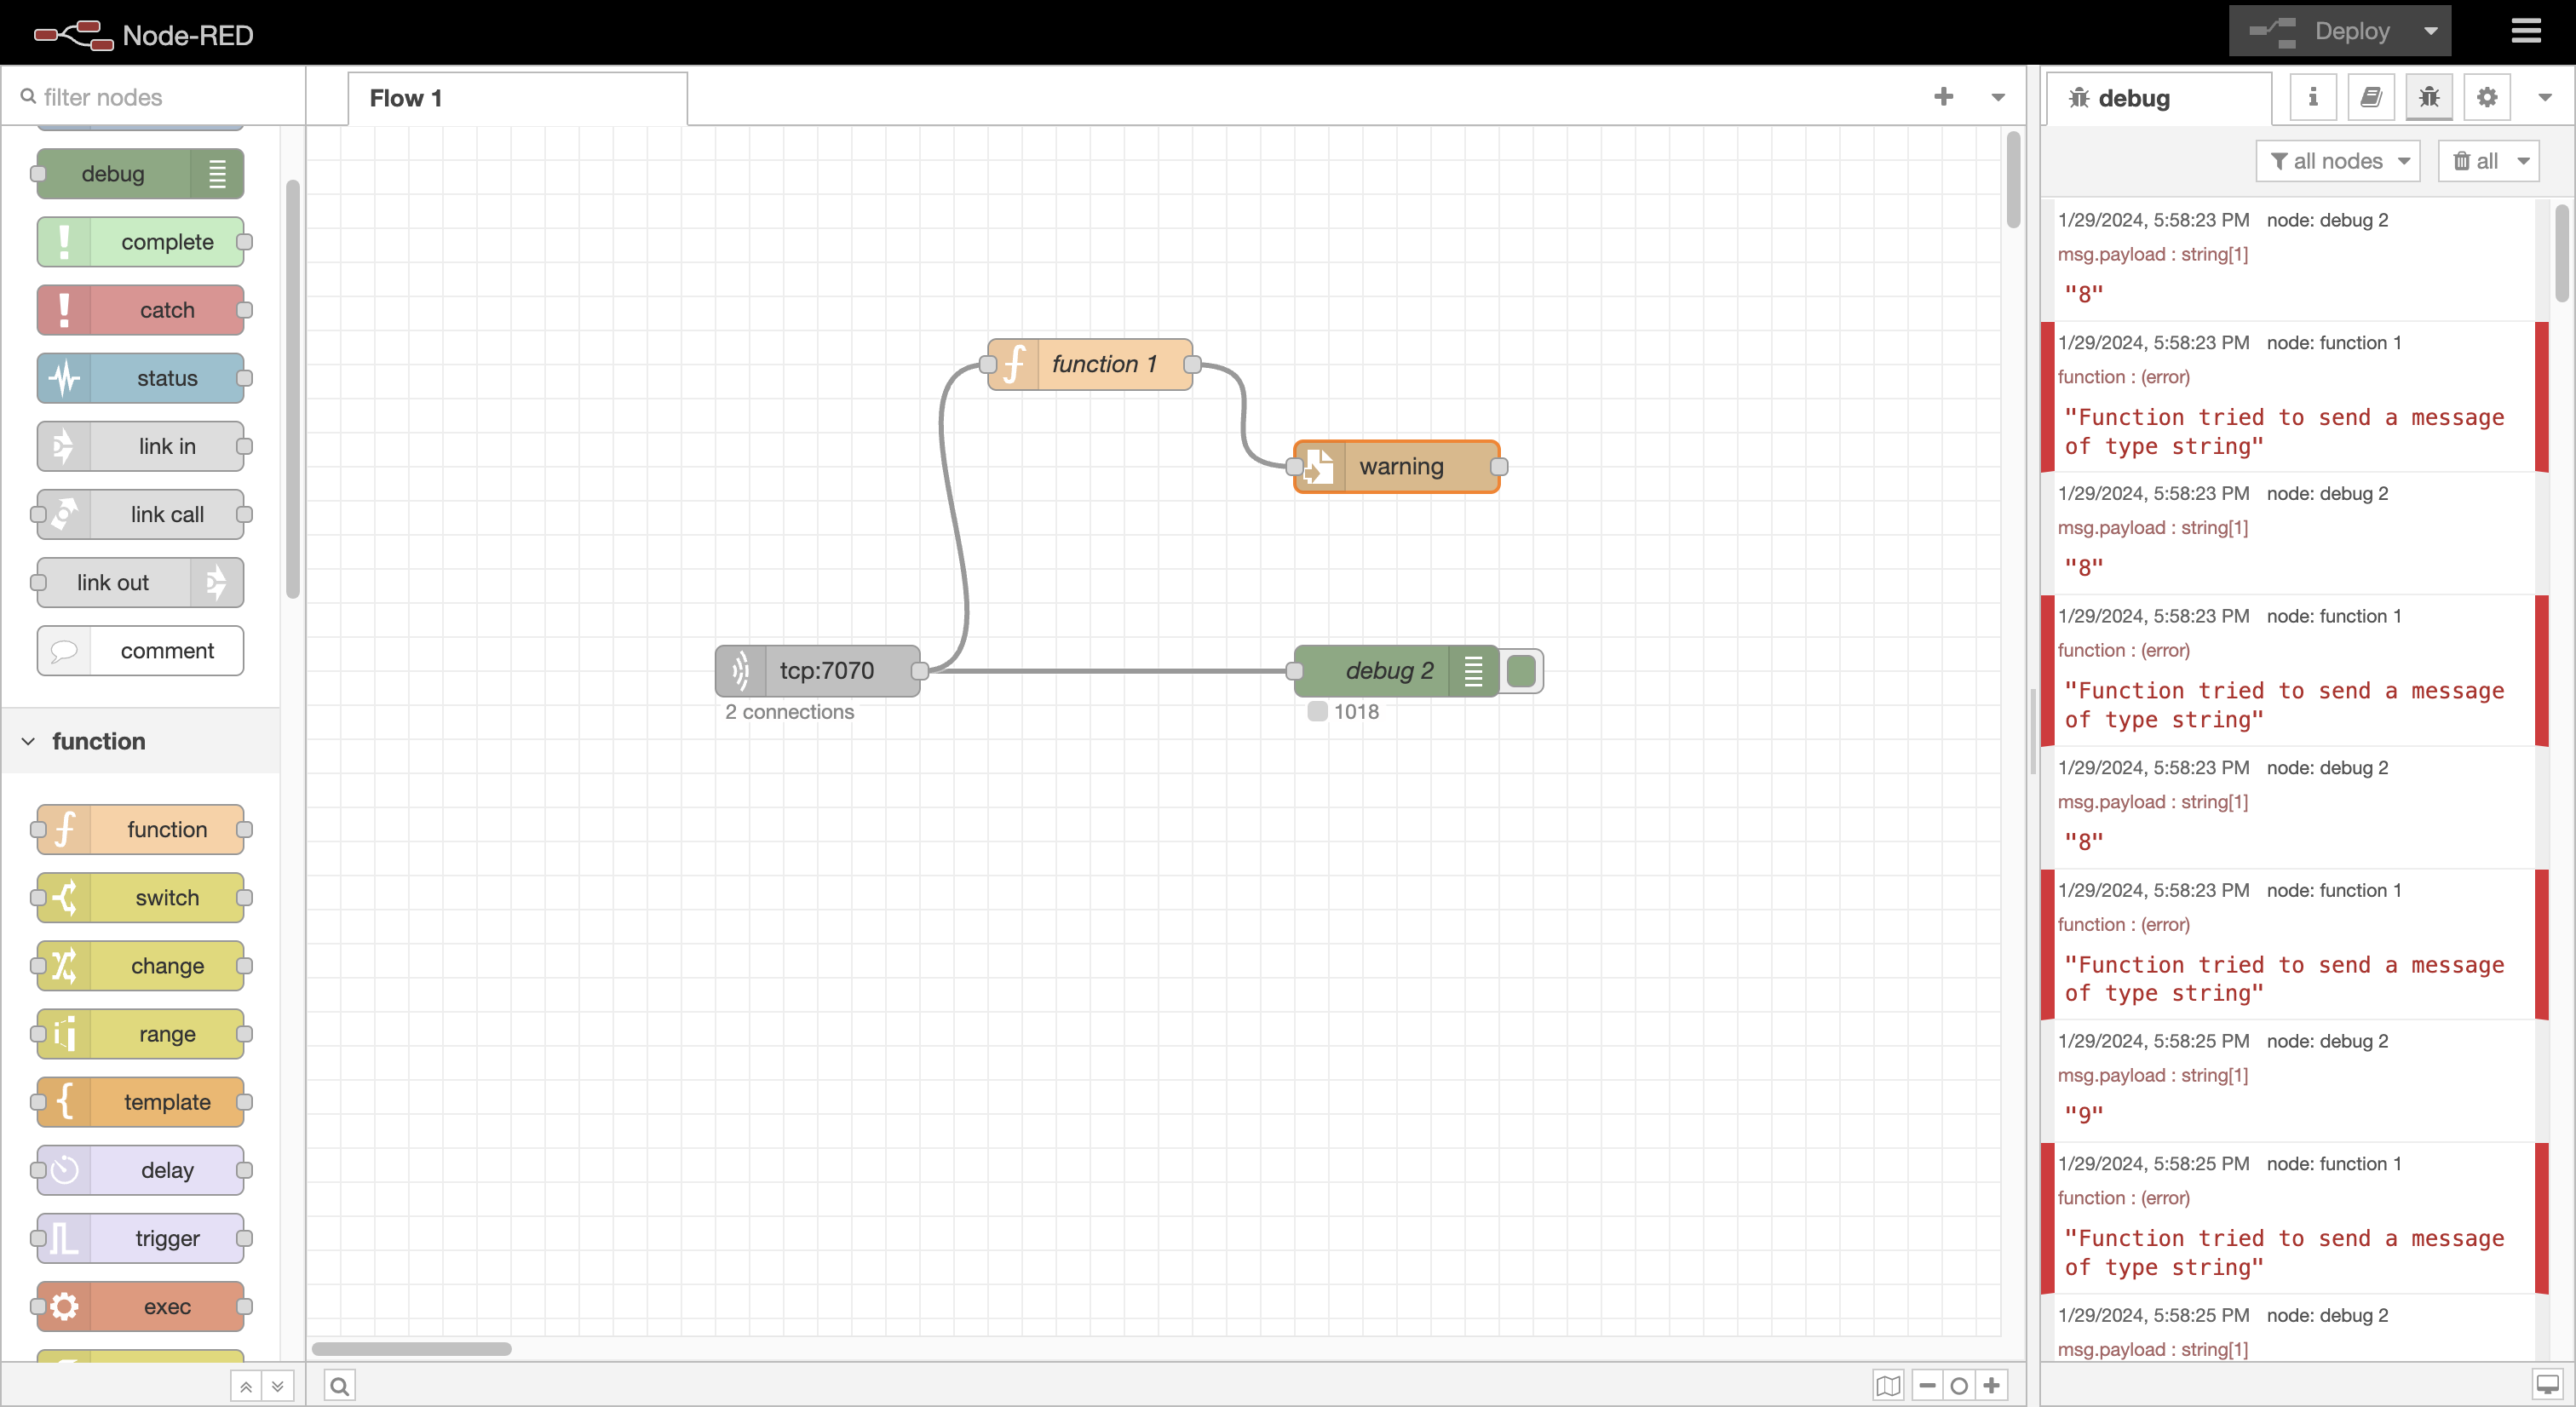 Node-RED
Deploy
filter nodes
debug
complete
catch
status
link in
link call
link out
comment
function
function
switch
change
range
template
delay
trigger
exec
Flow 1
function 1
warning
tcp:7070
2 connections
debug 2
1018
debug
all nodes
all
1/29/2024, 5:58:23 PM node: debug 2
msg.payload : string[1]
"8"
1/29/2024, 5:58:23 PM node: function 1
function : (error)
"Function tried to send a message
of type string"
1/29/2024, 5:58:23 PM node: debug 2
msg.payload : string[1]
"8"
1/29/2024, 5:58:23 PM node: function 1
function : (error)
"Function tried to send a message
of type string"
1/29/2024, 5:58:23 PM node: debug 2
msg.payload : string[1]
"8"
1/29/2024, 5:58:23 PM node: function 1
function : (error)
"Function tried to send a message
of type string"
1/29/2024, 5:58:25 PM node: debug 2
msg.payload : string[1]
"9"
1/29/2024, 5:58:25 PM node: function 1
function : (error)
"Function tried to send a message
of type string"
1/29/2024, 5:58:25 PM node: debug 2
msg.payload : string[1]